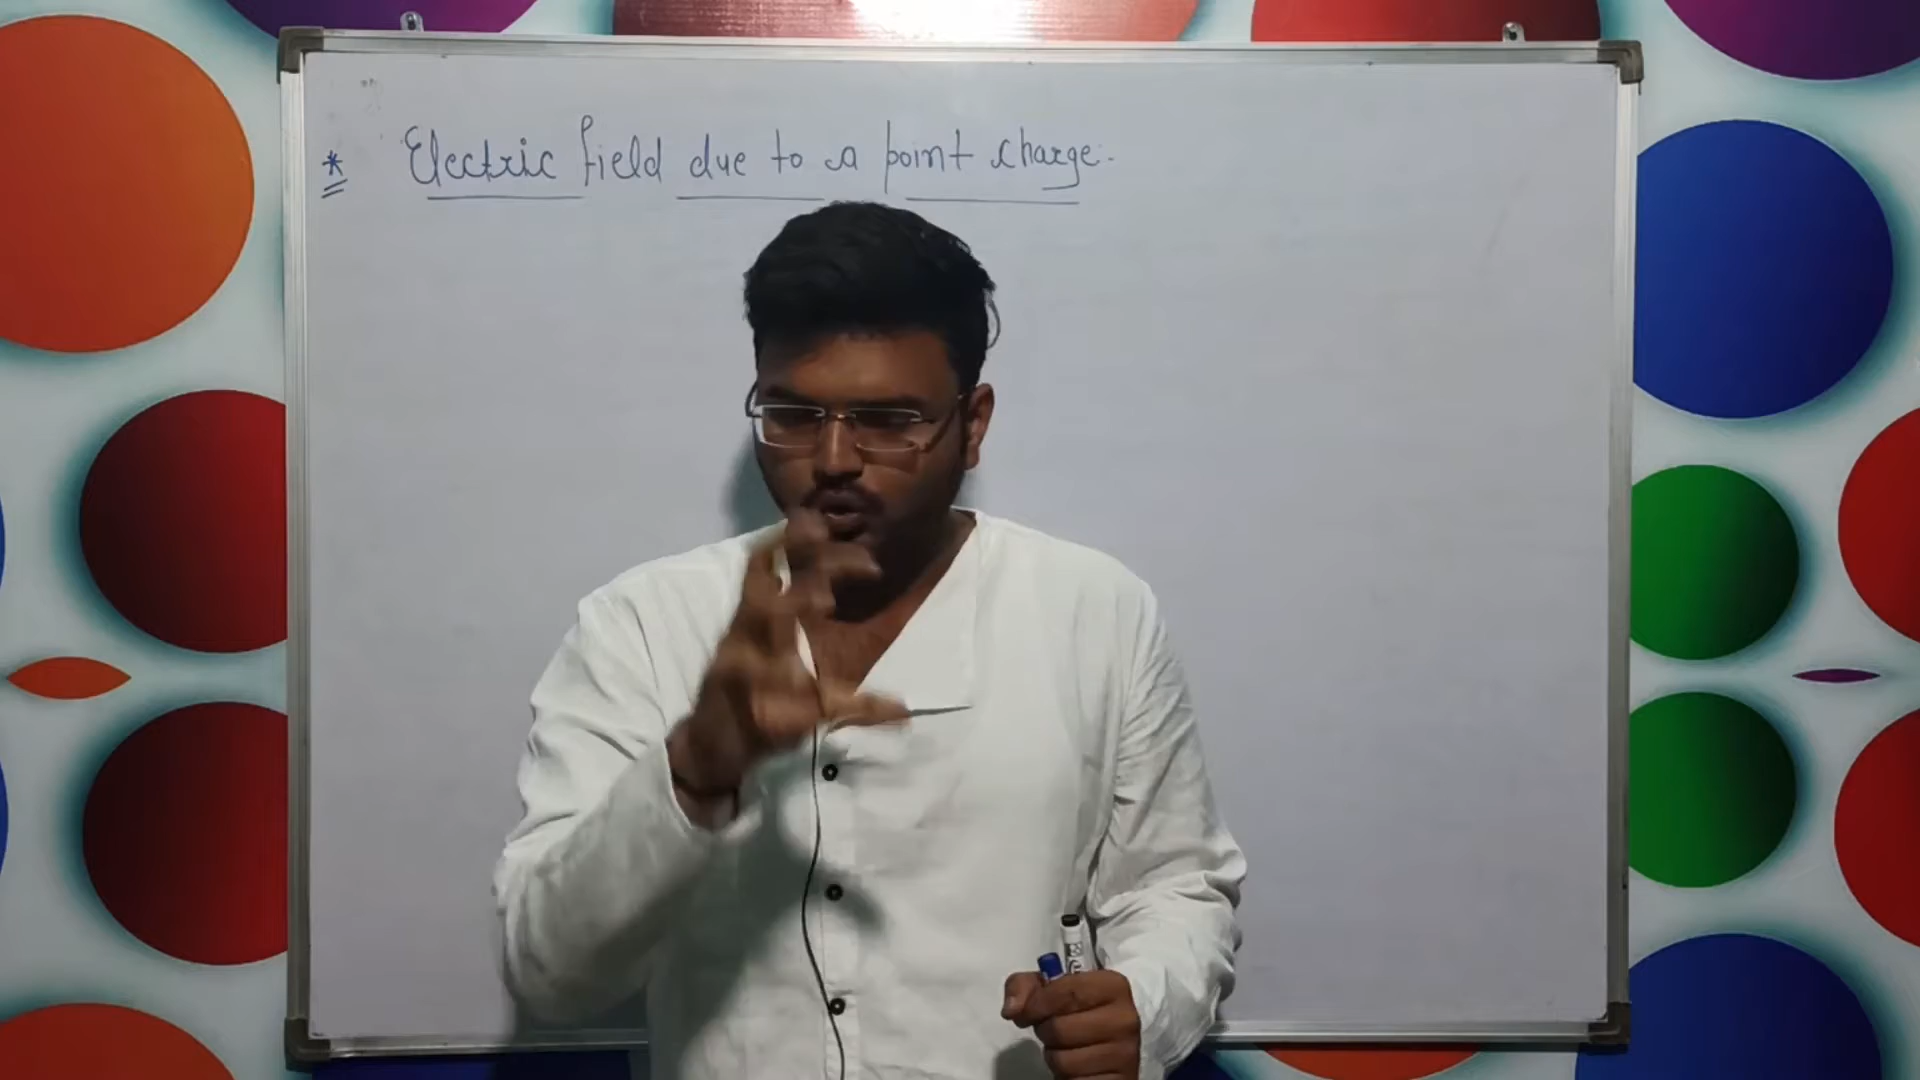 * Electric field due to a point charge:-